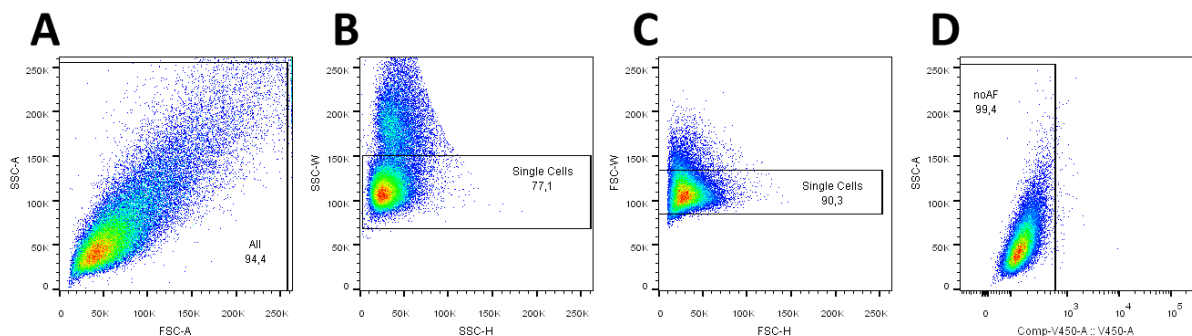 A
B
C
D
250K
200K
150K
100K
50K
0
SSC-A
All
94,4
0
50K
100K
150K
200K
250K
FSC-A
250K
200K
150K
100K
50K
0
SSC-W
Single Cells
77,1
0
50K
100K
150K
200K
250K
SSC-H
250K
200K
150K
100K
50K
0
FSC-W
Single Cells
90,3
0
50K
100K
150K
200K
250K
FSC-H
250K
200K
150K
100K
50K
0
SSC-A
noAF
99,4
0
10^3
10^4
10^5
Comp-V450-A :: V450-A